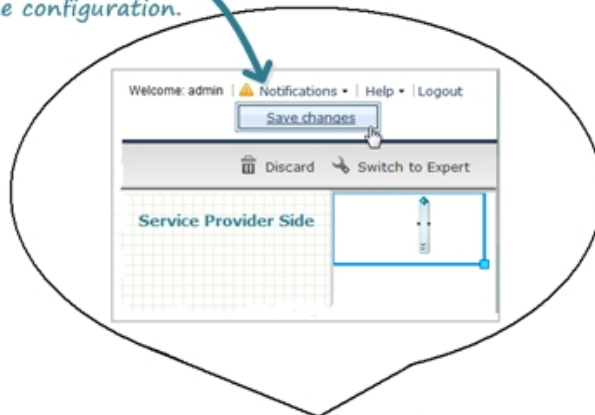 e configuration.
Welcome: admin | Notifications | Help | Logout
Save changes
Discard Switch to Expert
Service Provider Side